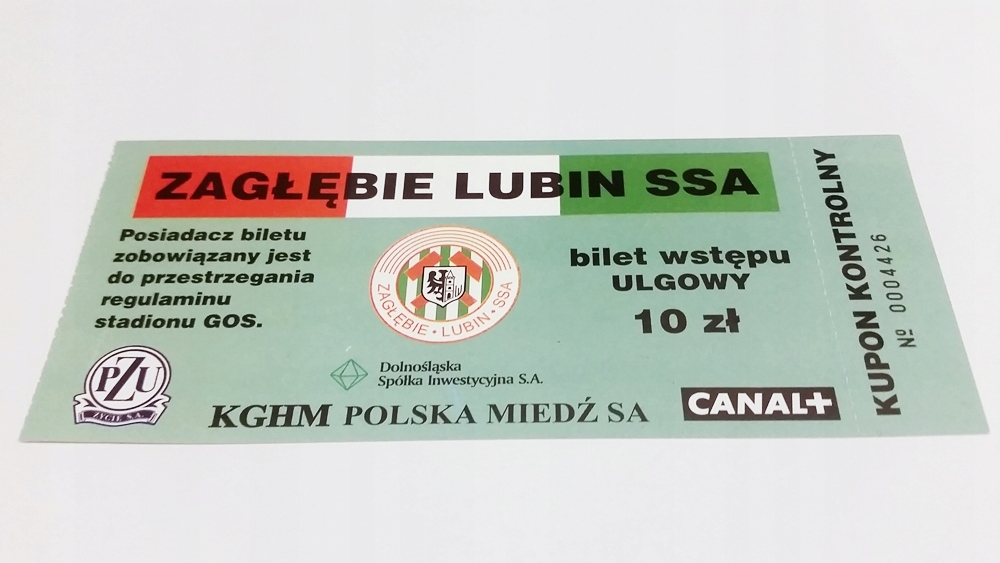 ZAGŁĘBIE LUBIN SSA
Posiadacz biletu
zobowiązany jest
do przestrzegania
regulaminu
stadionu GOS.
ZAGŁĘBIE • LUBIN • SSA
bilet wstępu
ULGOWY
10 zł
PZU
ŻYCIE S.A.
Dolnośląska
Spółka Inwestycyjna S.A.
KGHM POLSKA MIEDŹ SA
CANAL+
KUPON KONTROLNY
Nº 0004426